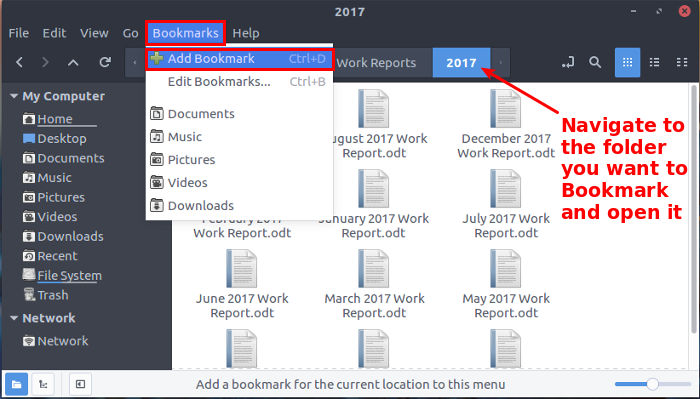 2017
File Edit View Go Bookmarks Help
Work Reports 2017
Add Bookmark Ctrl+D
Edit Bookmarks... Ctrl+B
Documents
Music
Pictures
Videos
Downloads
My Computer
Home
Desktop
Documents
Music
Pictures
Videos
Downloads
Recent
File System
Trash
Network
Network
August 2017 Work
Report.odt
December 2017
Work Report.odt
February 2017
Work Report.odt
January 2017 Work
Report.odt
July 2017 Work
Report.odt
June 2017 Work
Report.odt
March 2017 Work
Report.odt
May 2017 Work
Report.odt
Navigate to
the folder
you want to
Bookmark
and open it
Add a bookmark for the current location to this menu